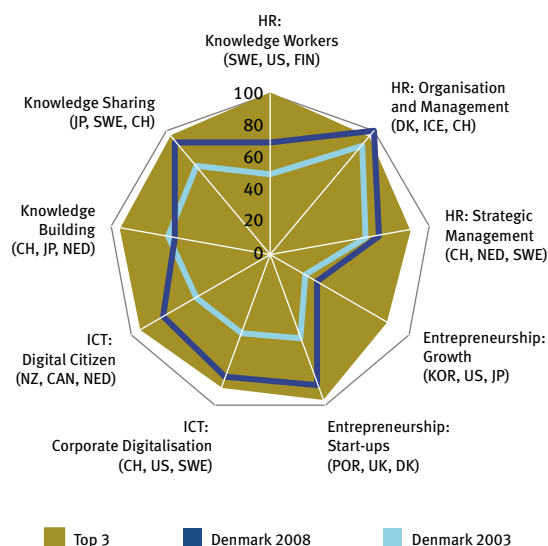 HR:
Knowledge Workers
(SWE, US, FIN)
HR: Organisation
and Management
(DK, ICE, CH)
HR: Strategic
Management
(CH, NED, SWE)
Entrepreneurship:
Growth
(KOR, US, JP)
Entrepreneurship:
Start-ups
(POR, UK, DK)
ICT:
Corporate Digitalisation
(CH, US, SWE)
ICT:
Digital Citizen
(NZ, CAN, NED)
Knowledge
Building
(CH, JP, NED)
Knowledge Sharing
(JP, SWE, CH)
100
80
60
40
20
0
Top 3
Denmark 2008
Denmark 2003